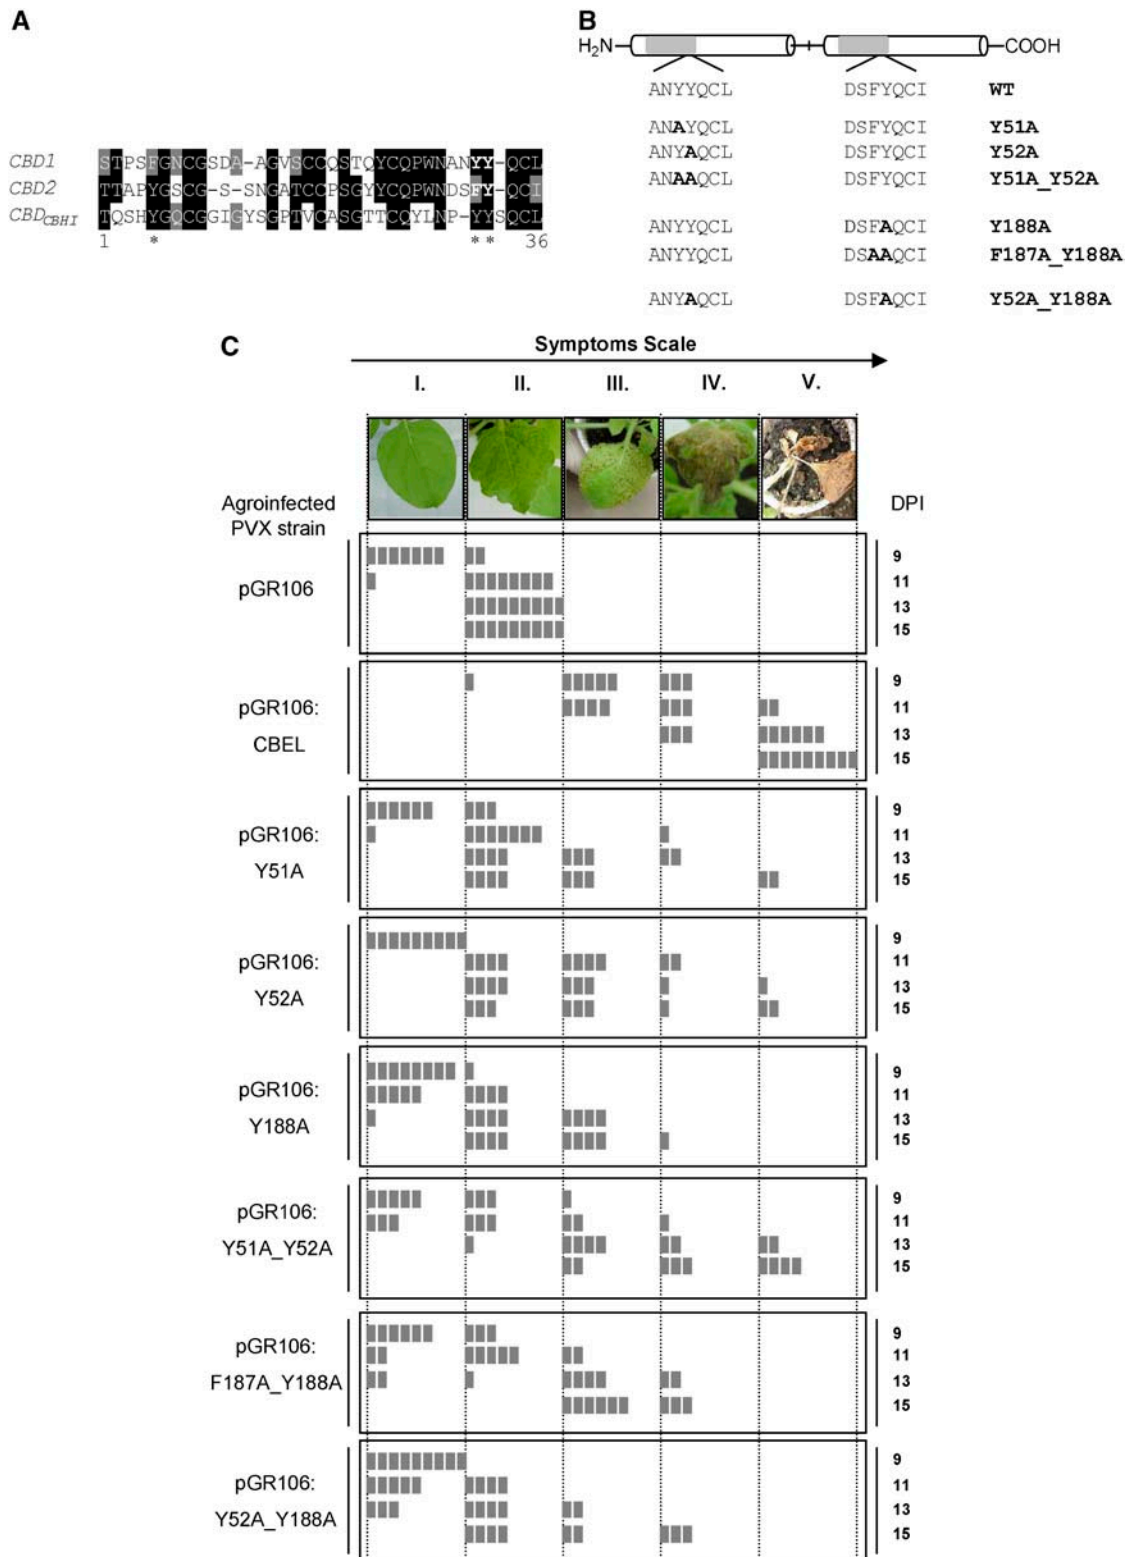 A
CBD1 STPSFGNCGSDA-AGVSCCQSTQYCQPWNANYY-QCL
CBD2 TTAPYGSCG-S-SNGATCCPSGYYCQPWNDSFY-QCI
CBD_CBHI TQSHYGQCGGIGYSGPTVCASGTTCQYLNP-YYSQCL
1 * * * 36
B
H2N COOH
ANYYQCL DSFYQCI WT
ANAYQCL DSFYQCI Y51A
ANYAQCL DSFYQCI Y52A
ANAAQCL DSFYQCI Y51A_Y52A
ANYYQCL DSFAQCI Y188A
ANYYQCL DSAAQCI F187A_Y188A
ANYAQCL DSFAQCI Y52A_Y188A
C
Symptoms Scale
I. II. III. IV. V.
Agroinfected
PVX strain
DPI
pGR106
9
11
13
15
pGR106:
CBEL
9
11
13
15
pGR106:
Y51A
9
11
13
15
pGR106:
Y52A
9
11
13
15
pGR106:
Y188A
9
11
13
15
pGR106:
Y51A_Y52A
9
11
13
15
pGR106:
F187A_Y188A
9
11
13
15
pGR106:
Y52A_Y188A
9
11
13
15